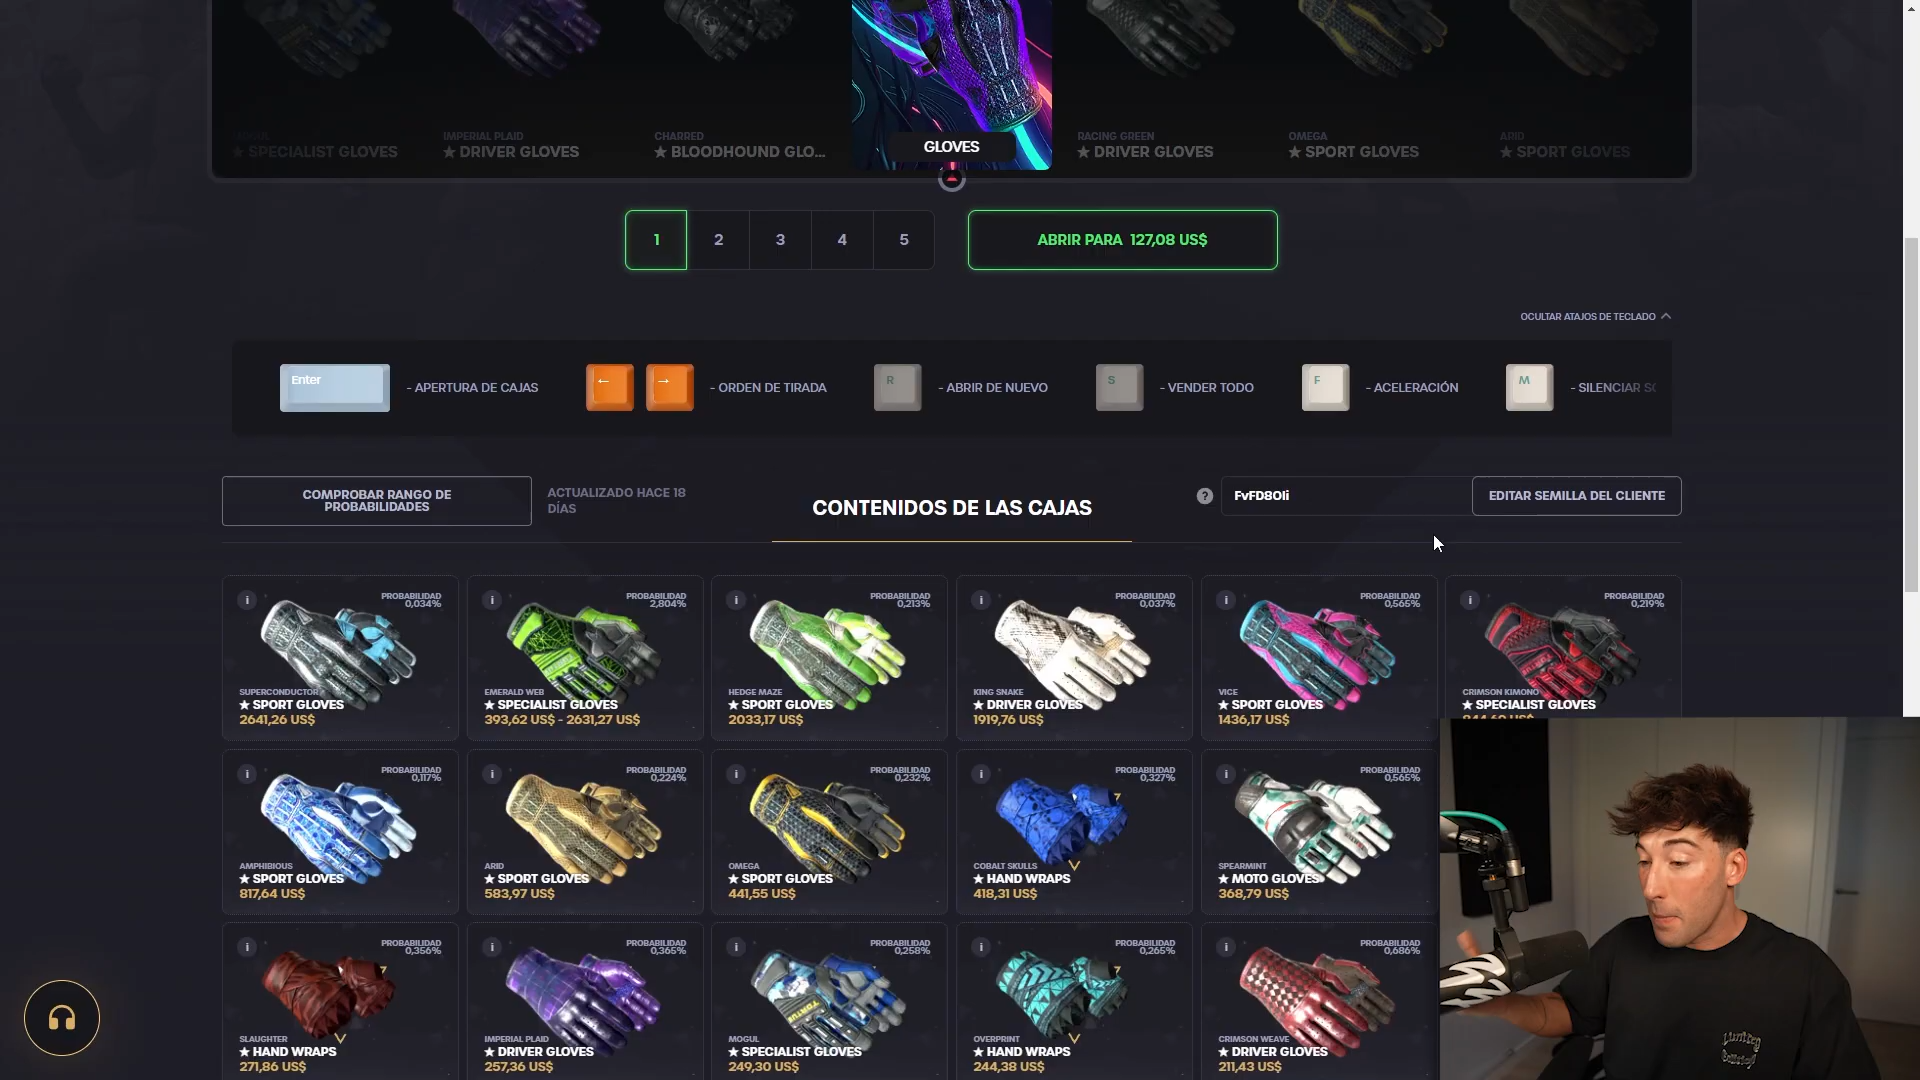 MOGUL
★ SPECIALIST GLOVES
IMPERIAL PLAID
★ DRIVER GLOVES
CHARRED
★ BLOODHOUND GLO...
GLOVES
RACING GREEN
★ DRIVER GLOVES
OMEGA
★ SPORT GLOVES
ARID
★ SPORT GLOVES
1
2
3
4
5
ABRIR PARA 127,08 US$
OCULTAR ATAJOS DE TECLADO
Enter
- APERTURA DE CAJAS
←
→
- ORDEN DE TIRADA
R
- ABRIR DE NUEVO
S
- VENDER TODO
F
- ACELERACIÓN
M
- SILENCIAR
COMPROBAR RANGO DE
PROBABILIDADES
ACTUALIZADO HACE 18
DÍAS
CONTENIDOS DE LAS CAJAS
?
FvFD8Oli
EDITAR SEMILLA DEL CLIENTE
i
PROBABILIDAD
0,034%
SUPERCONDUCTOR
★ SPORT GLOVES
2641,26 US$
i
PROBABILIDAD
2,804%
EMERALD WEB
★ SPECIALIST GLOVES
393,62 US$ - 2631,27 US$
i
PROBABILIDAD
0,213%
HEDGE MAZE
★ SPORT GLOVES
2033,17 US$
i
PROBABILIDAD
0,037%
KING SNAKE
★ DRIVER GLOVES
1919,76 US$
i
PROBABILIDAD
0,565%
VICE
★ SPORT GLOVES
1436,17 US$
i
PROBABILIDAD
0,219%
CRIMSON KIMONO
★ SPECIALIST GLOVES
i
PROBABILIDAD
0,117%
AMPHIBIOUS
★ SPORT GLOVES
817,64 US$
i
PROBABILIDAD
0,224%
ARID
★ SPORT GLOVES
583,97 US$
i
PROBABILIDAD
0,232%
OMEGA
★ SPORT GLOVES
441,55 US$
i
PROBABILIDAD
0,327%
COBALT SKULLS
★ HAND WRAPS
418,31 US$
i
PROBABILIDAD
0,565%
SPEARMINT
★ MOTO GLOVES
368,79 US$
i
PROBABILIDAD
0,356%
SLAUGHTER
★ HAND WRAPS
271,86 US$
i
PROBABILIDAD
0,365%
IMPERIAL PLAID
★ DRIVER GLOVES
257,36 US$
i
PROBABILIDAD
0,258%
MOGUL
★ SPECIALIST GLOVES
249,30 US$
i
PROBABILIDAD
0,265%
OVERPRINT
★ HAND WRAPS
244,38 US$
i
PROBABILIDAD
0,686%
CRIMSON WEAVE
★ DRIVER GLOVES
211,43 US$